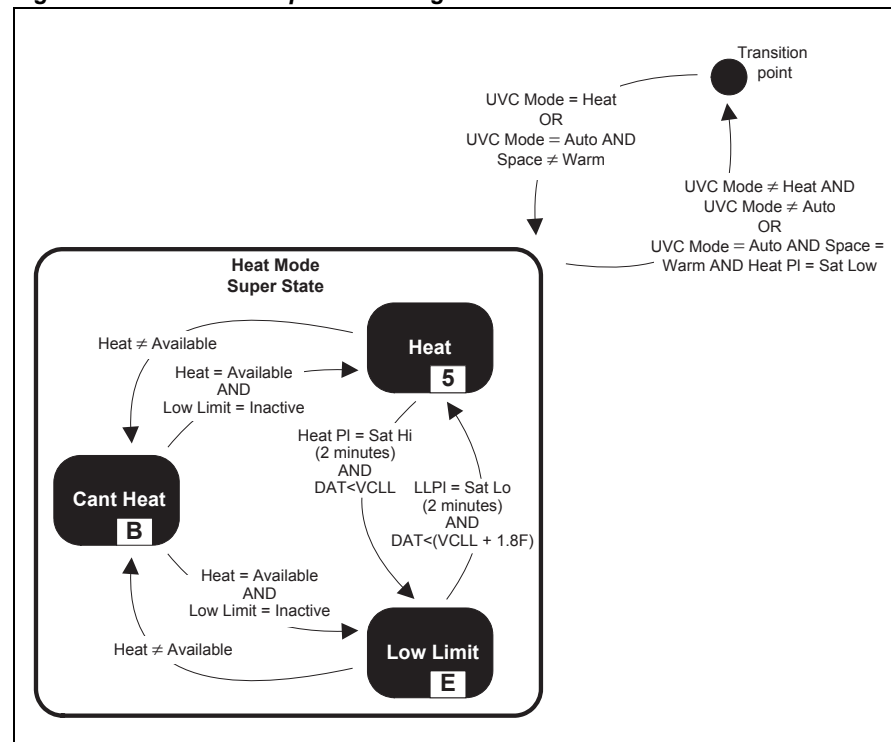 Transition
point
UVC Mode = Heat
OR
UVC Mode = Auto AND
Space ≠ Warm
UVC Mode ≠ Heat AND
UVC Mode ≠ Auto
OR
UVC Mode = Auto AND Space =
Warm AND Heat PI = Sat Low
Heat Mode
Super State
Heat
5
Heat ≠ Available
Heat = Available
AND
Low Limit = Inactive
Heat PI = Sat Hi
(2 minutes)
AND
DAT<VCLL
LLPI = Sat Lo
(2 minutes)
AND
DAT<(VCLL + 1.8F)
Cant Heat
B
Heat = Available
AND
Low Limit = Inactive
Heat ≠ Available
Low Limit
E